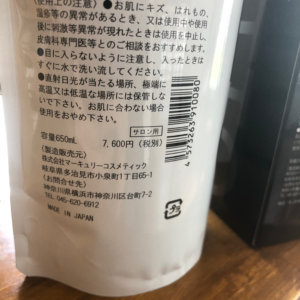 使用上の注意】●お肌にキズ、はれもの、
湿疹等の異常があるとき、又は使用中や使用
後に刺激等異常が現れたときは使用を中止し、
皮膚科専門医等とのご相談をおすすめします。
●目に入らないように注意し、入ったときは
すぐに水で洗い流してください。
●直射日光が当たる場所、極端に
高温又は低温な場所には保管しな
いで下さい。お肌に合わない場合
使用をおやめ下さい。
サロン用
容量650mL 7,600円(税別)
(製造販売元)
株式会社マーキュリーコスメティック
岐阜県多治見市小泉町1丁目65-1
(お問合せ先)
神奈川県横浜市神奈川区台町7-2
TEL 045-620-6912
MADE IN JAPAN
4573263910080